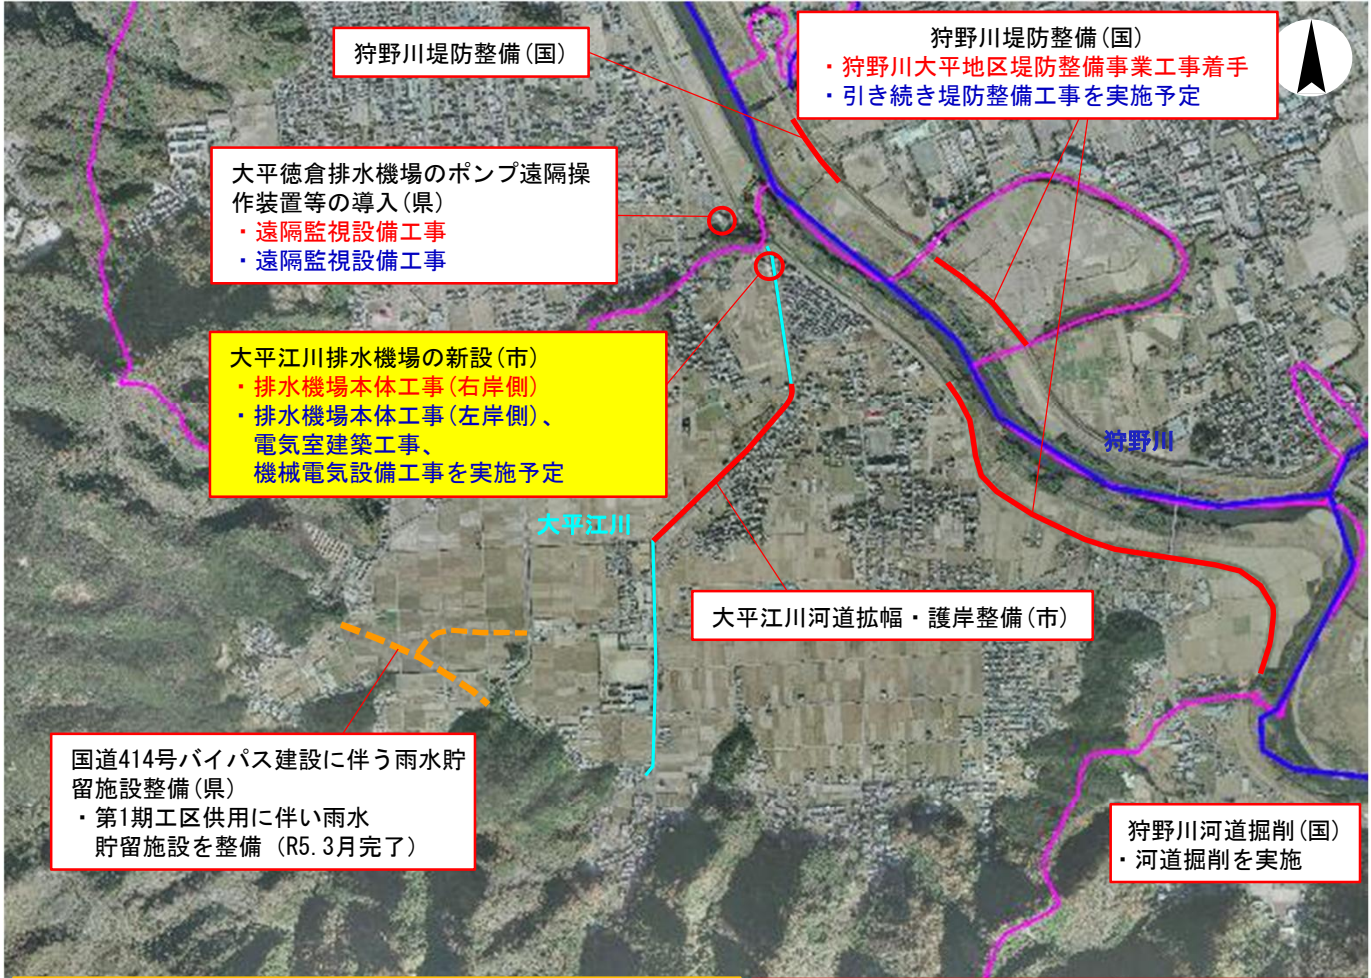 狩野川堤防整備(国)
狩野川堤防整備(国)
・狩野川大平地区堤防整備事業工事着手
・引き続き堤防整備工事を実施予定
大平徳倉排水機場のポンプ遠隔操
作装置等の導入(県)
・遠隔監視設備工事
・遠隔監視設備工事
大平江川排水機場の新設(市)
・排水機場本体工事(右岸側)
・排水機場本体工事(左岸側)、
電気室建築工事、
機械電気設備工事を実施予定
狩野川
大平江川
大平江川河道拡幅・護岸整備(市)
国道414号バイパス建設に伴う雨水貯
留施設整備(県)
・第1期工区供用に伴い雨水
貯留施設を整備 (R5.3月完了)
狩野川河道掘削(国)
・河道掘削を実施